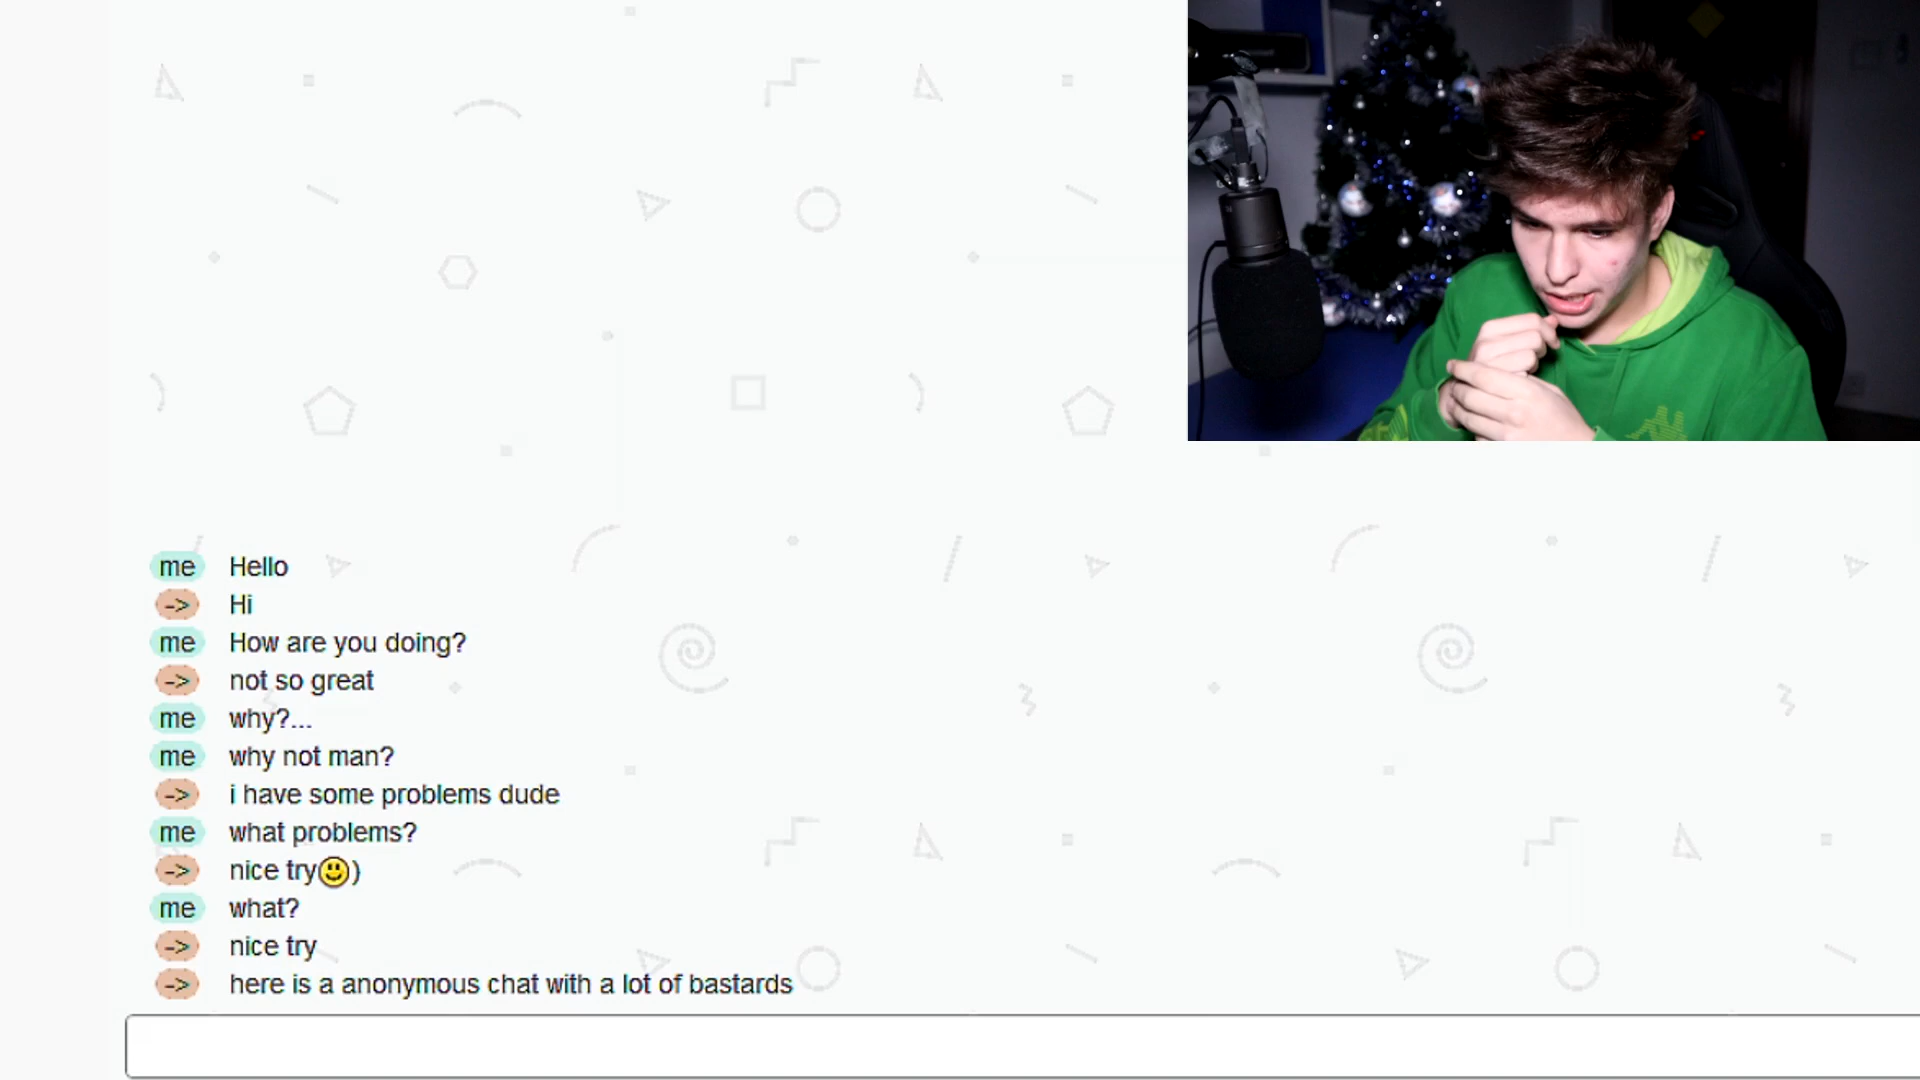 me Hello
-> Hi
me How are you doing?
-> not so great
me why?...
me why not man?
-> i have some problems dude
me what problems?
-> nice try🙂)
me what?
-> nice try
-> here is a anonymous chat with a lot of bastards